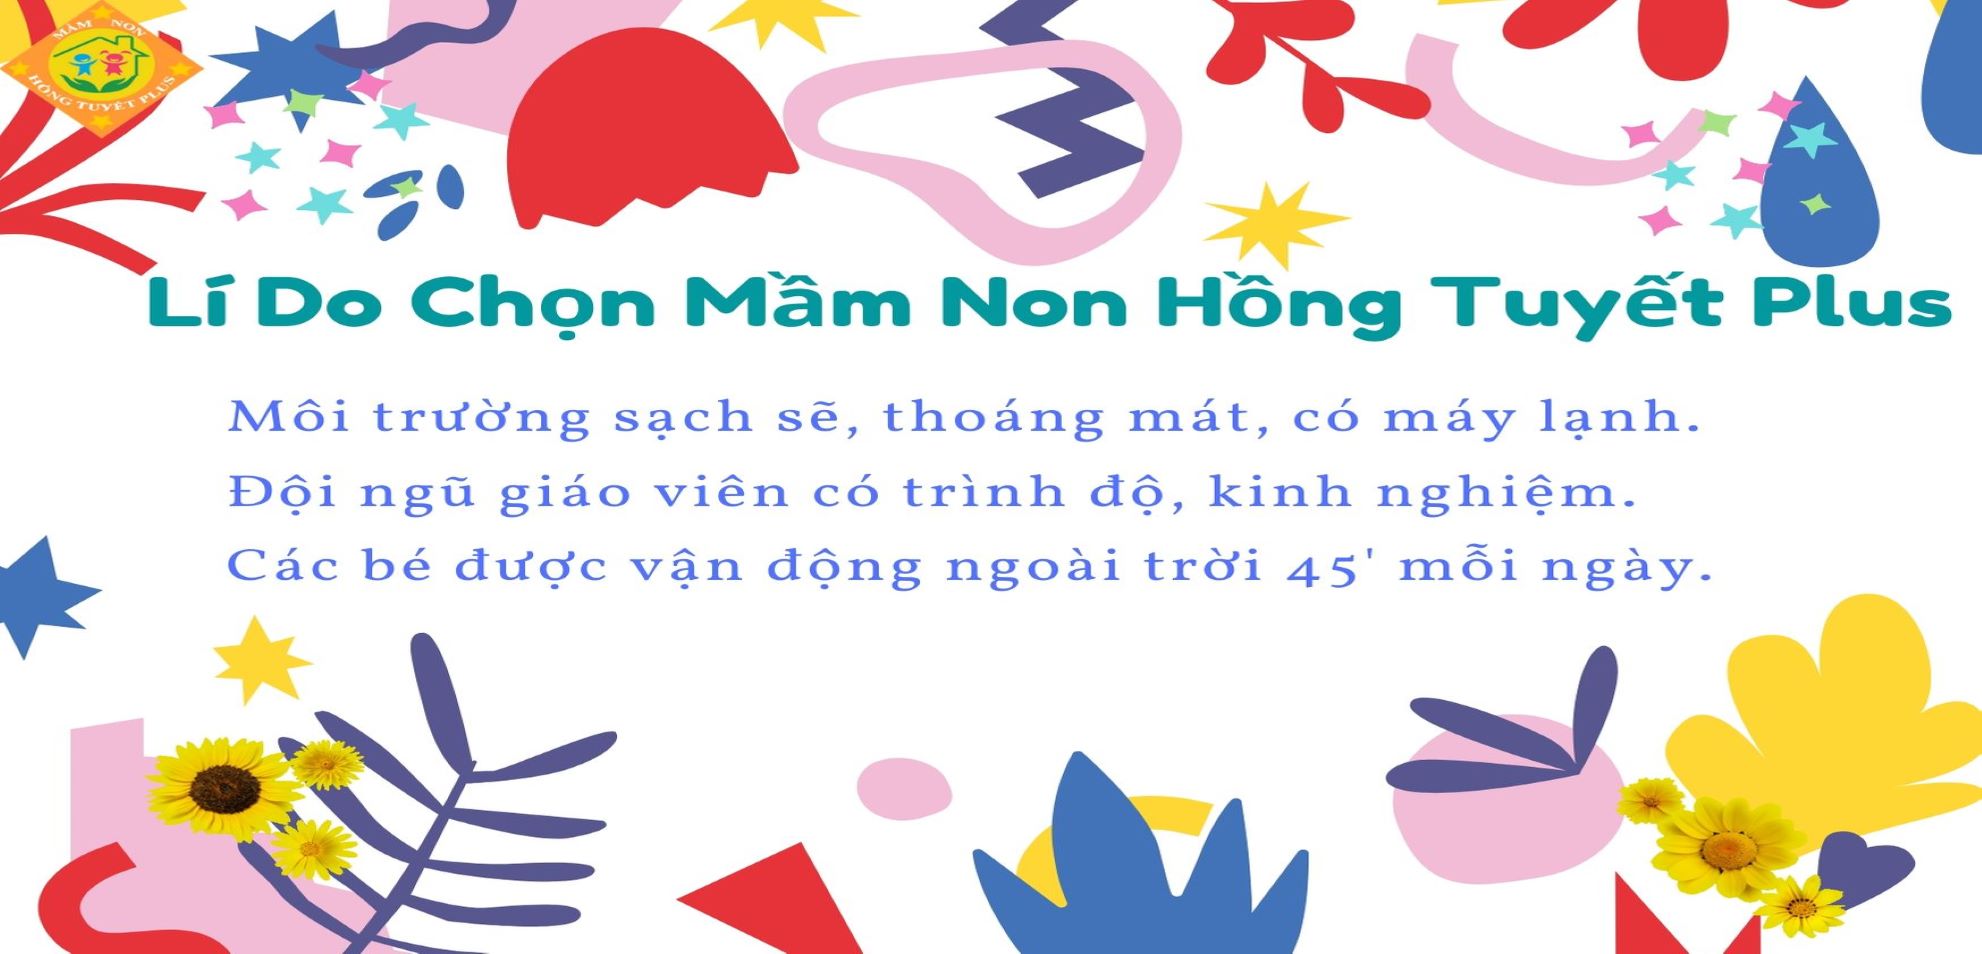 MẦM NON
HỒNG TUYẾT PLUS
Lí Do Chọn Mầm Non Hồng Tuyết Plus
Môi trường sạch sẽ, thoáng mát, có máy lạnh.
Đội ngũ giáo viên có trình độ, kinh nghiệm.
Các bé được vận động ngoài trời 45' mỗi ngày.